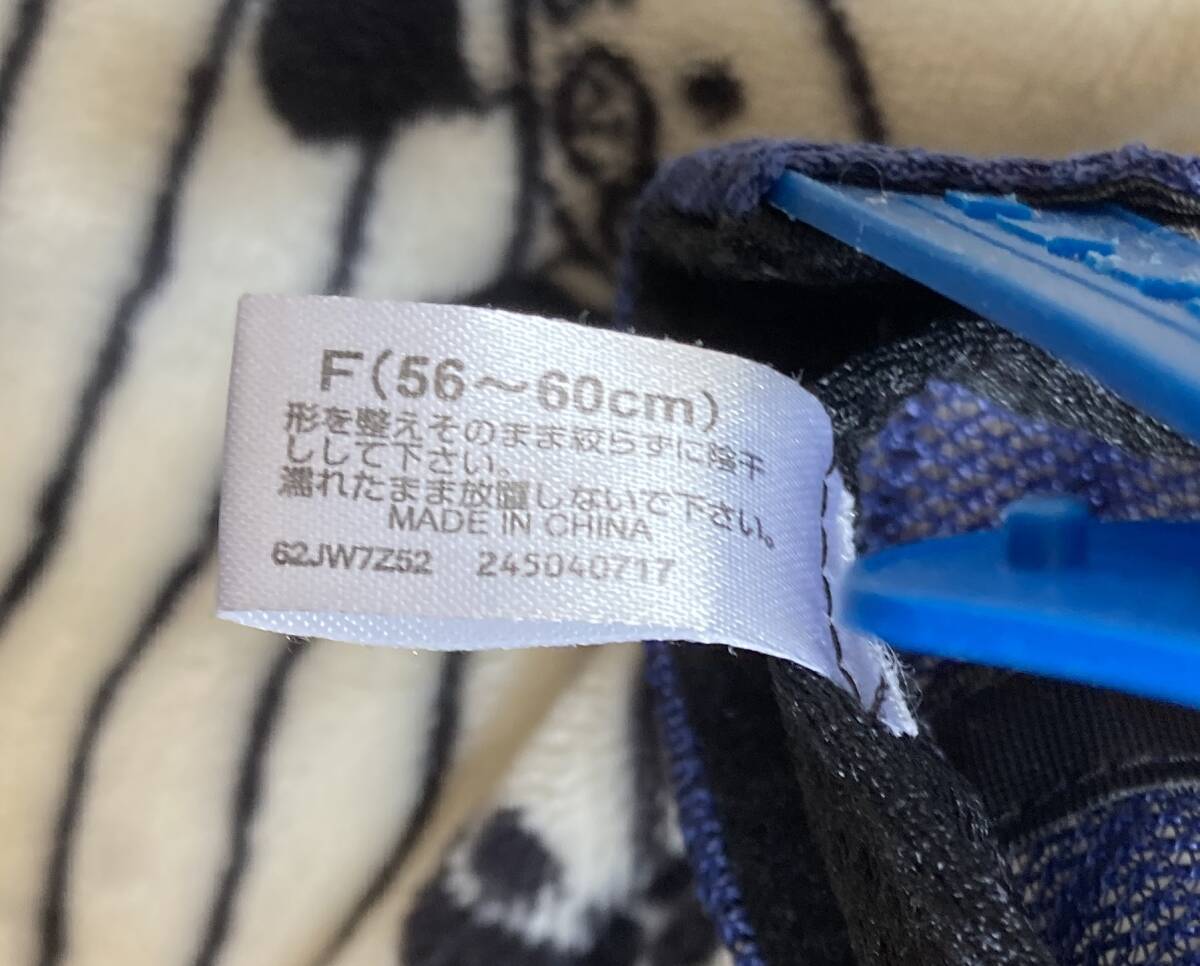 F(56〜60cm)
形を整えそのまま絞らずに陰干
しして下さい。
濡れたまま放置しないで下さい。
MADE IN CHINA
62JW7Z52 245040717